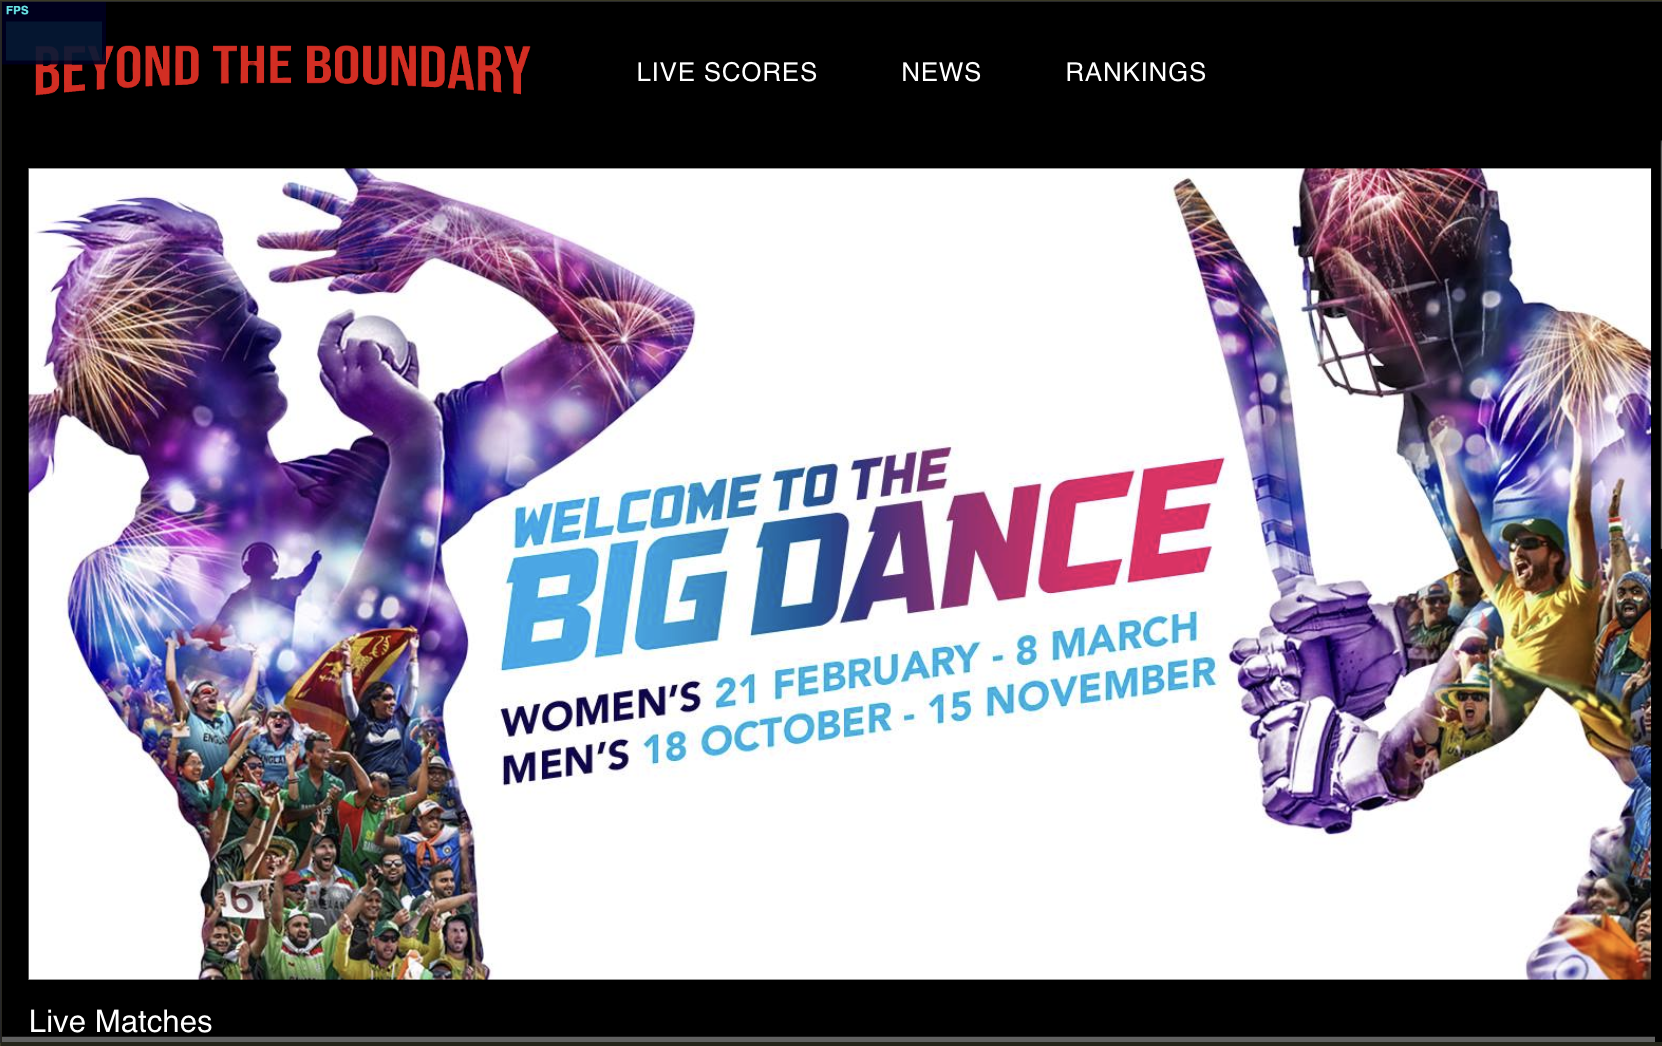 FPS
BEYOND THE BOUNDARY
LIVE SCORES
NEWS
RANKINGS
WELCOME TO THE
BIG DANCE
WOMEN'S 21 FEBRUARY - 8 MARCH
MEN'S 18 OCTOBER - 15 NOVEMBER
6
Live Matches